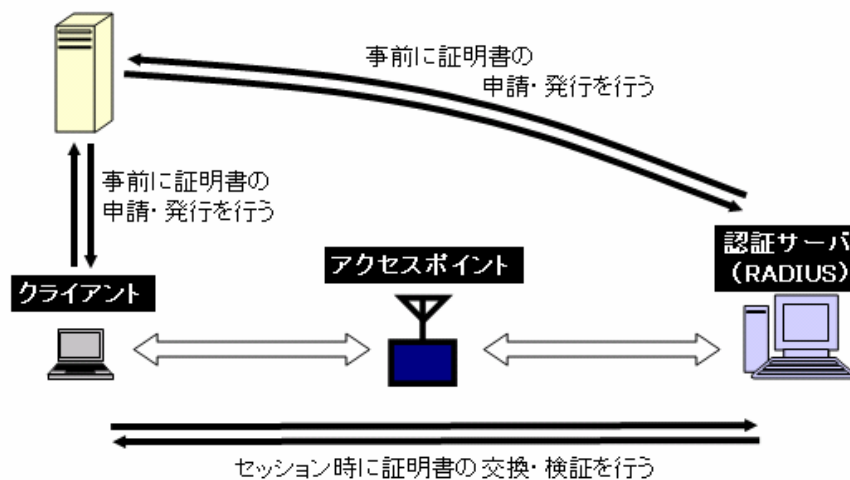 事前に証明書の
申請・発行を行う
事前に証明書の
申請・発行を行う
認証サーバ
（RADIUS）
アクセスポイント
クライアント
セッション時に証明書の交換・検証を行う